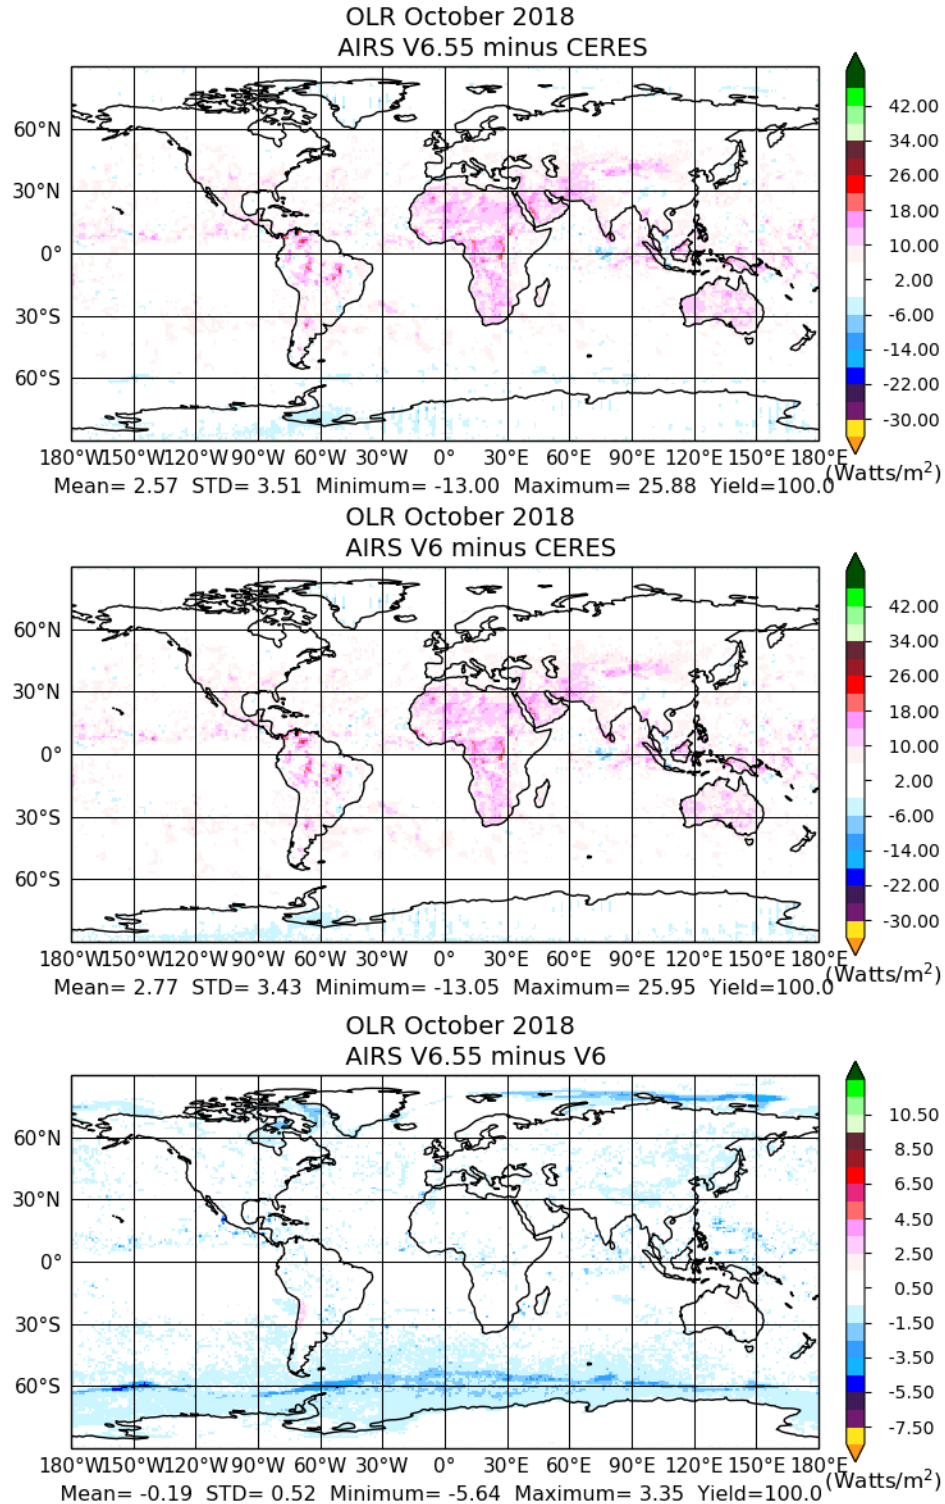 OLR October 2018
AIRS V6.55 minus CERES
60°N
30°N
0°
30°S
60°S
42.00
34.00
26.00
18.00
10.00
2.00
-6.00
-14.00
-22.00
-30.00
180°W 150°W 120°W 90°W 60°W 30°W 0° 30°E 60°E 90°E 120°E 150°E 180°E
(Watts/m²)
Mean= 2.57 STD= 3.51 Minimum= -13.00 Maximum= 25.88 Yield=100.0
OLR October 2018
AIRS V6 minus CERES
60°N
30°N
0°
30°S
60°S
42.00
34.00
26.00
18.00
10.00
2.00
-6.00
-14.00
-22.00
-30.00
180°W 150°W 120°W 90°W 60°W 30°W 0° 30°E 60°E 90°E 120°E 150°E 180°E
(Watts/m²)
Mean= 2.77 STD= 3.43 Minimum= -13.05 Maximum= 25.95 Yield=100.0
OLR October 2018
AIRS V6.55 minus V6
60°N
30°N
0°
30°S
60°S
10.50
8.50
6.50
4.50
2.50
0.50
-1.50
-3.50
-5.50
-7.50
180°W 150°W 120°W 90°W 60°W 30°W 0° 30°E 60°E 90°E 120°E 150°E 180°E
(Watts/m²)
Mean= -0.19 STD= 0.52 Minimum= -5.64 Maximum= 3.35 Yield=100.0